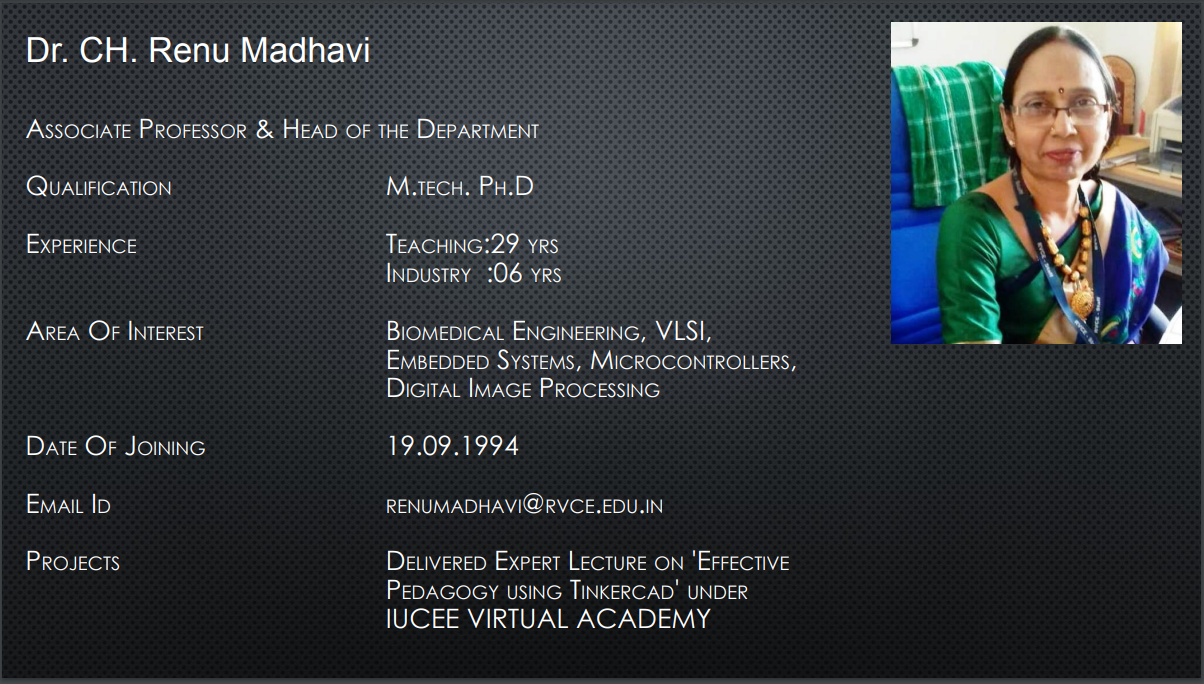 Dr. CH. Renu Madhavi
Associate Professor & Head of the Department
Qualification M.tech. Ph.D
Experience Teaching:29 yrs
Industry :06 yrs
Area Of Interest Biomedical Engineering, VLSI,
Embedded Systems, Microcontrollers,
Digital Image Processing
Date Of Joining 19.09.1994
Email Id renumadhavi@rvce.edu.in
Projects Delivered Expert Lecture on 'Effective
Pedagogy using Tinkercad' under
IUCEE VIRTUAL ACADEMY